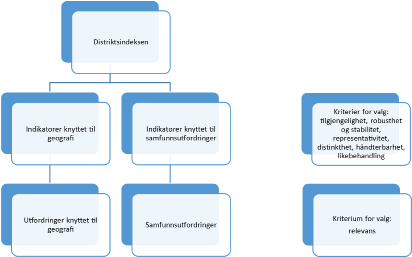 Distriktsindeksen
Indikatorer knyttet til
geografi
Indikatorer knyttet til
samfunnsutfordringer
Kriterier for valg:
tilgjengelighet, robusthet
og stabilitet,
representativitet,
distinkthet, håndterbarhet,
likebehandling
Utfordringer knyttet til
geografi
Samfunnsutfordringer
Kriterium for valg:
relevans